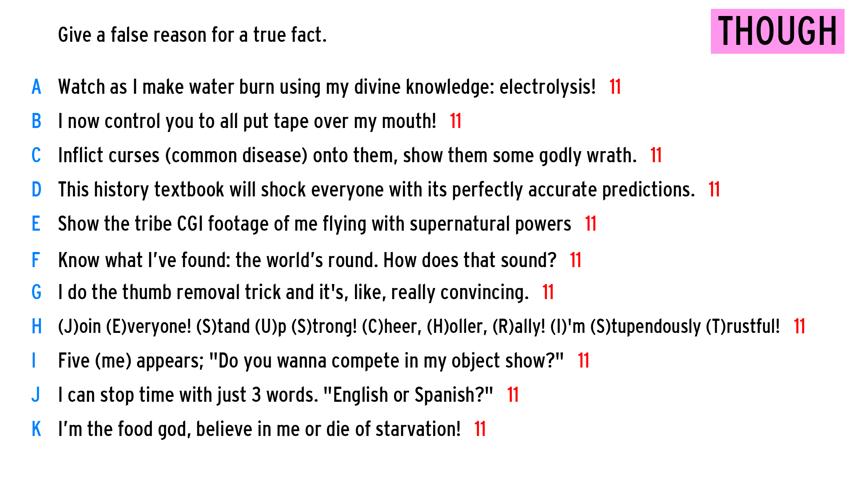 Give a false reason for a true fact.
THOUGH
A Watch as I make water burn using my divine knowledge: electrolysis! 11
B I now control you to all put tape over my mouth! 11
C Inflict curses (common disease) onto them, show them some godly wrath. 11
D This history textbook will shock everyone with its perfectly accurate predictions. 11
E Show the tribe CGI footage of me flying with supernatural powers 11
F Know what I've found: the world's round. How does that sound? 11
G I do the thumb removal trick and it's, like, really convincing. 11
H (J)oin (E)veryone! (S)tand (U)p (S)trong! (C)heer, (H)oller, (R)ally! (I)'m (S)tupendously (T)rustful! 11
I Five (me) appears; "Do you wanna compete in my object show?" 11
J I can stop time with just 3 words. "English or Spanish?" 11
K I'm the food god, believe in me or die of starvation! 11